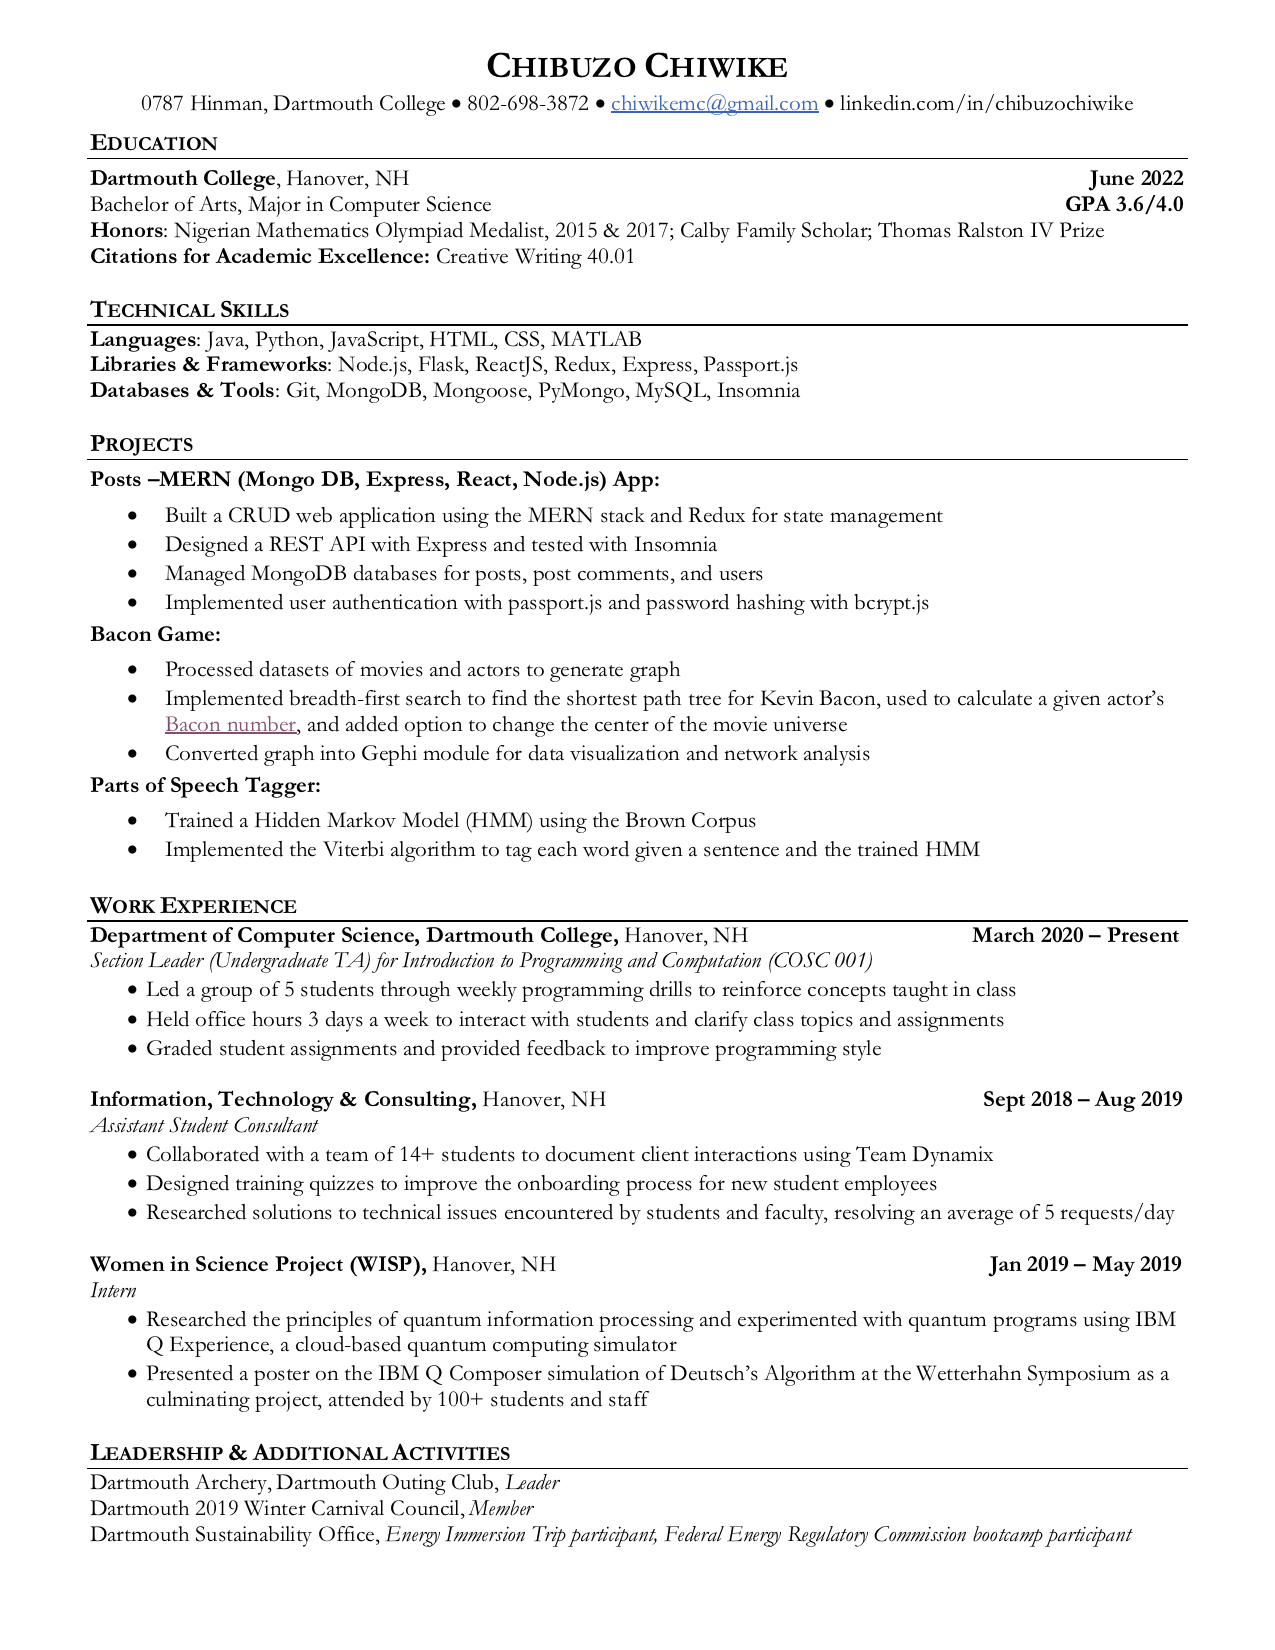 CHIBUZO CHIWIKE
0787 Hinman, Dartmouth College • 802-698-3872 • chiwikemc@gmail.com • linkedin.com/in/chibuzochiwike
EDUCATION
Dartmouth College, Hanover, NH June 2022
Bachelor of Arts, Major in Computer Science GPA 3.6/4.0
Honors: Nigerian Mathematics Olympiad Medalist, 2015 & 2017; Calby Family Scholar; Thomas Ralston IV Prize
Citations for Academic Excellence: Creative Writing 40.01
TECHNICAL SKILLS
Languages: Java, Python, JavaScript, HTML, CSS, MATLAB
Libraries & Frameworks: Node.js, Flask, ReactJS, Redux, Express, Passport.js
Databases & Tools: Git, MongoDB, Mongoose, PyMongo, MySQL, Insomnia
PROJECTS
Posts –MERN (Mongo DB, Express, React, Node.js) App:
• Built a CRUD web application using the MERN stack and Redux for state management
• Designed a REST API with Express and tested with Insomnia
• Managed MongoDB databases for posts, post comments, and users
• Implemented user authentication with passport.js and password hashing with bcrypt.js
Bacon Game:
• Processed datasets of movies and actors to generate graph
• Implemented breadth-first search to find the shortest path tree for Kevin Bacon, used to calculate a given actor’s
Bacon number, and added option to change the center of the movie universe
• Converted graph into Gephi module for data visualization and network analysis
Parts of Speech Tagger:
• Trained a Hidden Markov Model (HMM) using the Brown Corpus
• Implemented the Viterbi algorithm to tag each word given a sentence and the trained HMM
WORK EXPERIENCE
Department of Computer Science, Dartmouth College, Hanover, NH March 2020 – Present
Section Leader (Undergraduate TA) for Introduction to Programming and Computation (COSC 001)
• Led a group of 5 students through weekly programming drills to reinforce concepts taught in class
• Held office hours 3 days a week to interact with students and clarify class topics and assignments
• Graded student assignments and provided feedback to improve programming style
Information, Technology & Consulting, Hanover, NH Sept 2018 – Aug 2019
Assistant Student Consultant
• Collaborated with a team of 14+ students to document client interactions using Team Dynamix
• Designed training quizzes to improve the onboarding process for new student employees
• Researched solutions to technical issues encountered by students and faculty, resolving an average of 5 requests/day
Women in Science Project (WISP), Hanover, NH Jan 2019 – May 2019
Intern
• Researched the principles of quantum information processing and experimented with quantum programs using IBM
Q Experience, a cloud-based quantum computing simulator
• Presented a poster on the IBM Q Composer simulation of Deutsch’s Algorithm at the Wetterhahn Symposium as a
culminating project, attended by 100+ students and staff
LEADERSHIP & ADDITIONAL ACTIVITIES
Dartmouth Archery, Dartmouth Outing Club, Leader
Dartmouth 2019 Winter Carnival Council, Member
Dartmouth Sustainability Office, Energy Immersion Trip participant, Federal Energy Regulatory Commission bootcamp participant